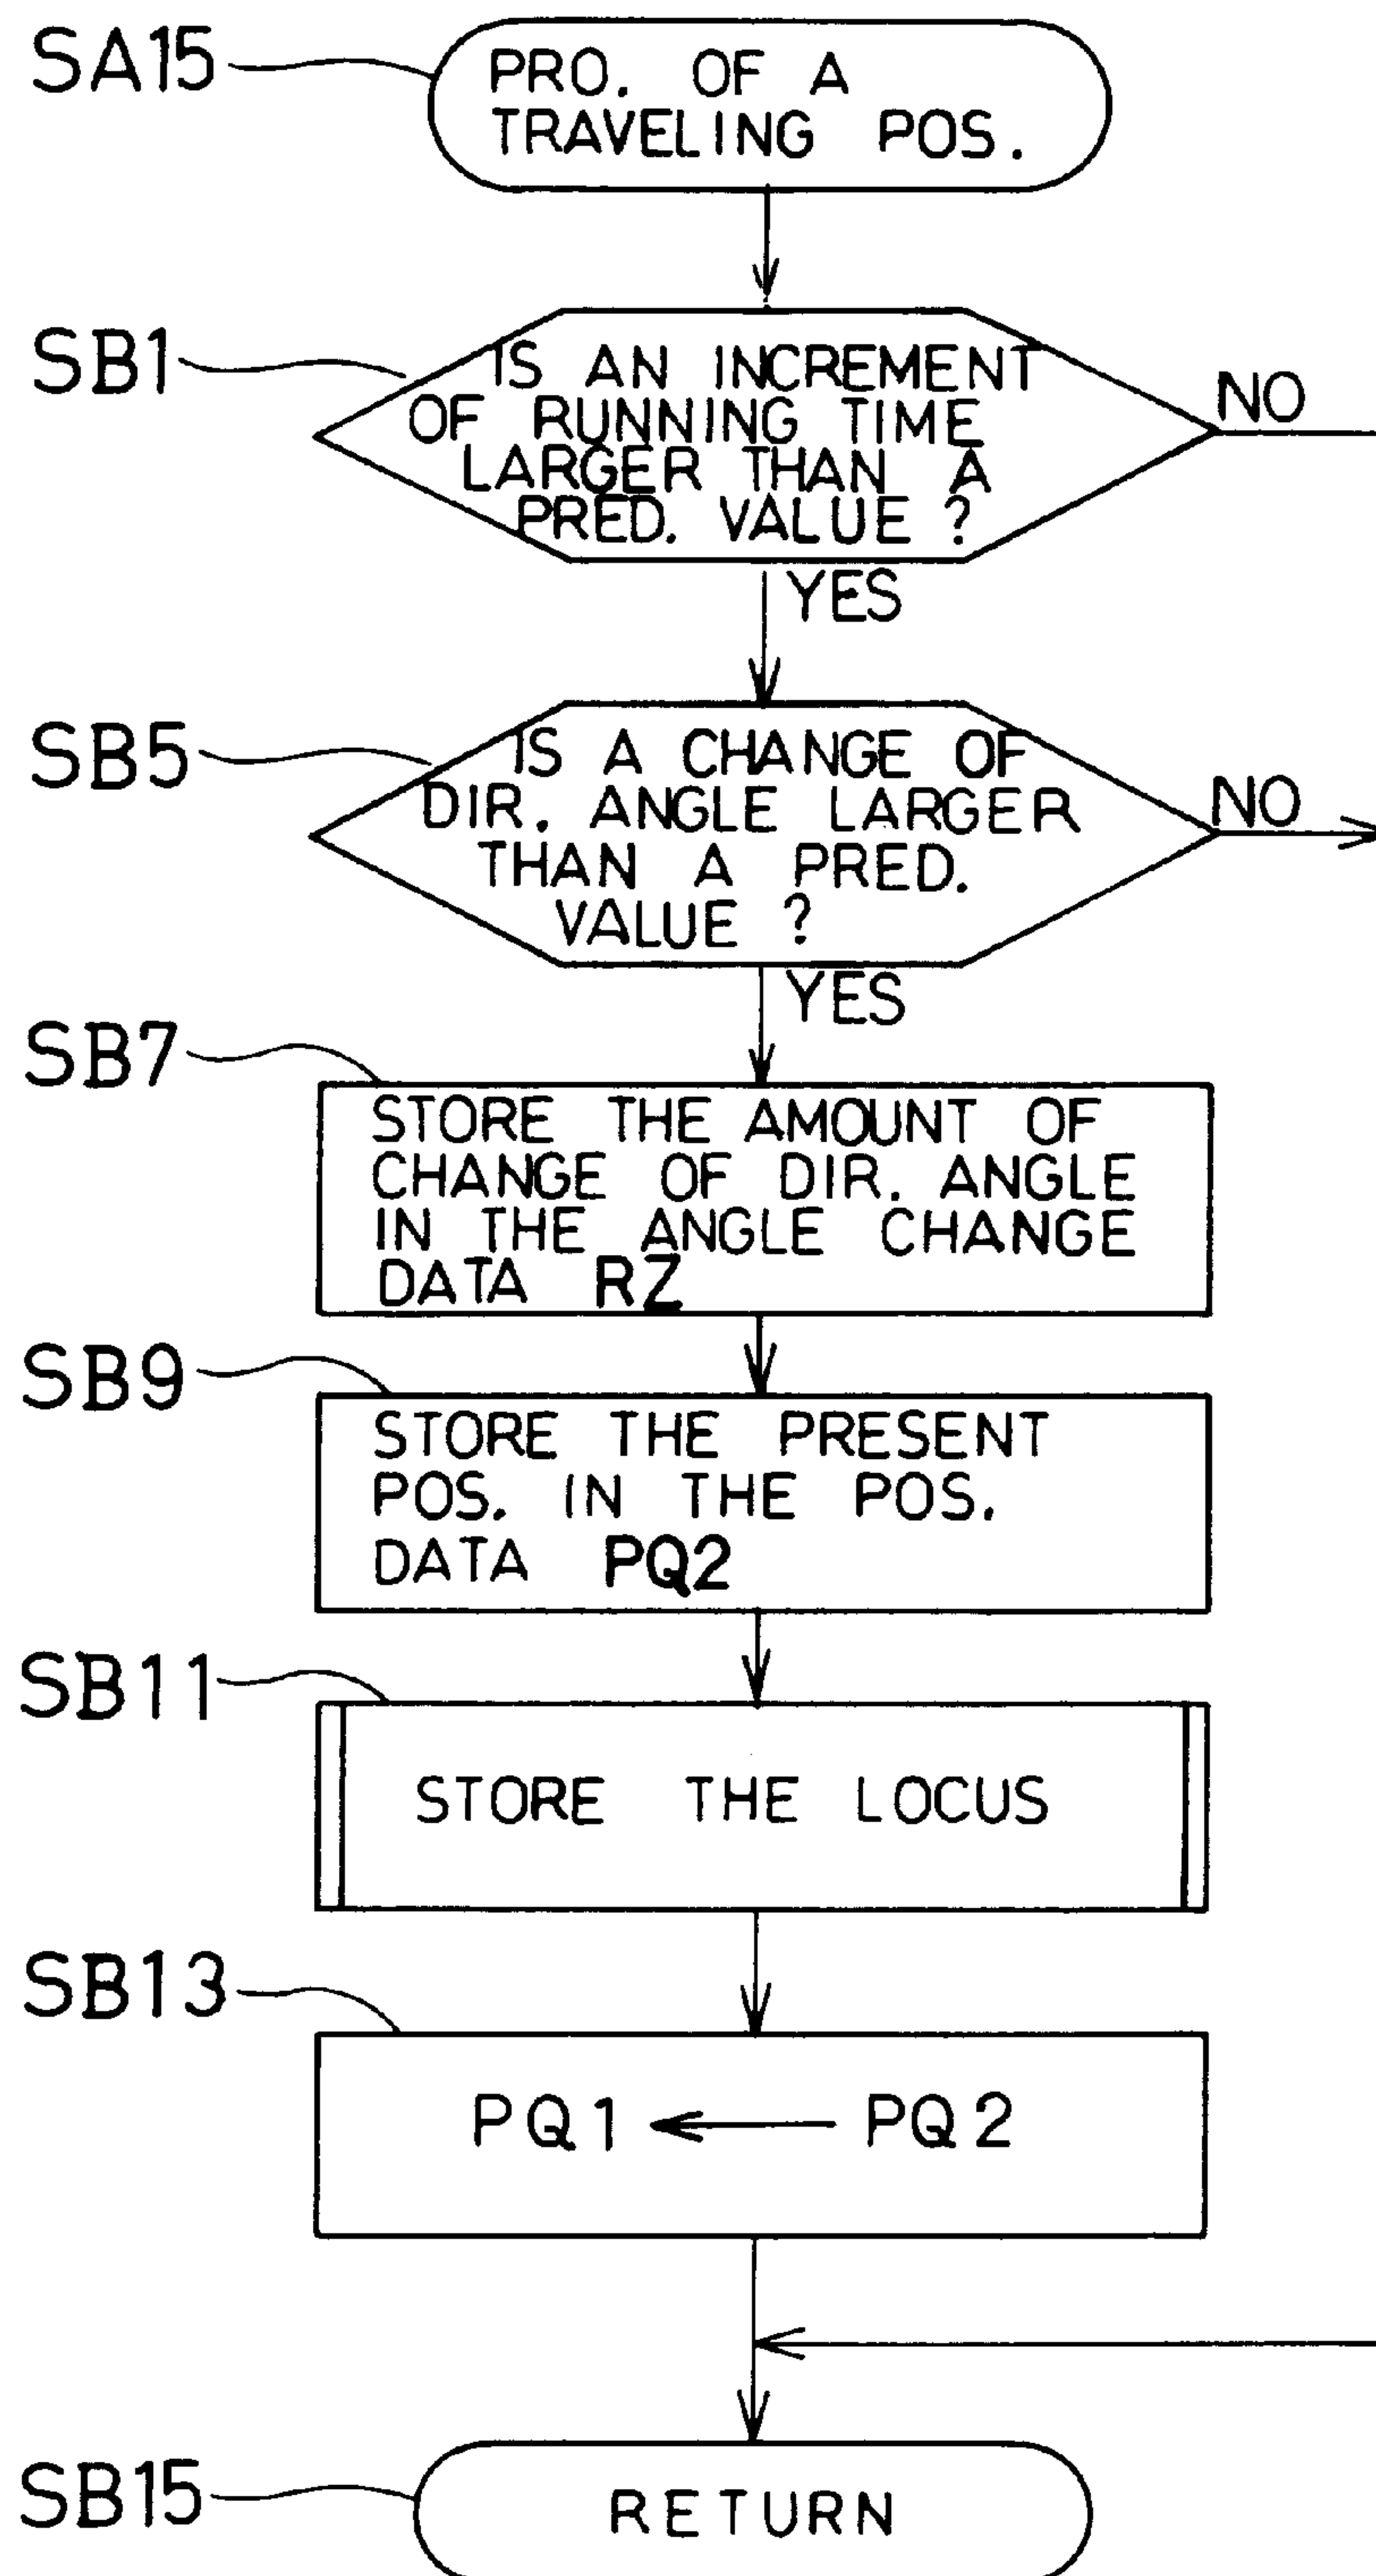 SA15
PRO. OF A
TRAVELING POS.
SB1
IS AN INCREMENT
OF RUNNING TIME
LARGER THAN A
PRED. VALUE ?
NO
YES
SB5
IS A CHANGE OF
DIR. ANGLE LARGER
THAN A PRED.
VALUE ?
NO
YES
SB7
STORE THE AMOUNT OF
CHANGE OF DIR. ANGLE
IN THE ANGLE CHANGE
DATA RZ
SB9
STORE THE PRESENT
POS. IN THE POS.
DATA PQ2
SB11
STORE THE LOCUS
SB13
PQ1 ← PQ2
SB15
RETURN